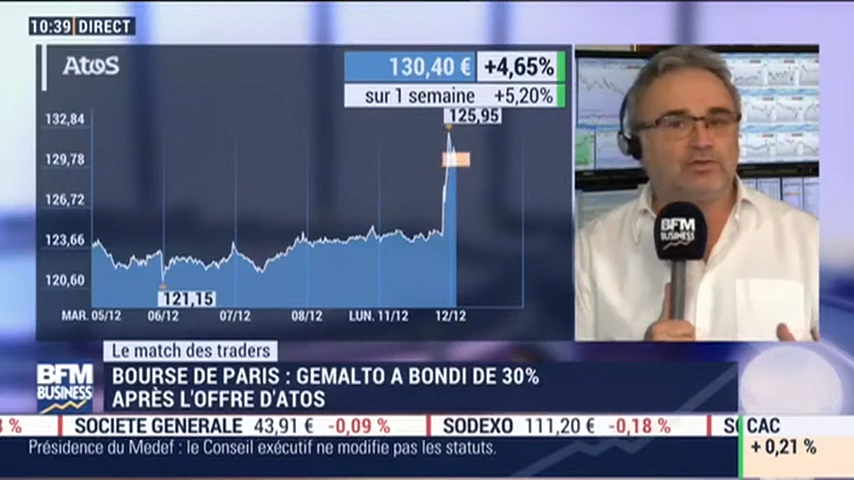 10:39 DIRECT
AtoS
130,40 € +4,65%
sur 1 semaine +5,20%
125,95
132,84
129,78
126,72
123,66
120,60
121,15
MAR. 05/12 06/12 07/12 08/12 LUN. 11/12 12/12
BFM
BUSINESS
Le match des traders
BFM
BUSINESS
BOURSE DE PARIS : GEMALTO A BONDI DE 30%
APRÈS L'OFFRE D'ATOS
% SOCIETE GENERALE 43,91 € -0,09 % SODEXO 111,20 € -0,18 %
CAC
+ 0,21 %
Présidence du Medef : le Conseil exécutif ne modifie pas les statuts.